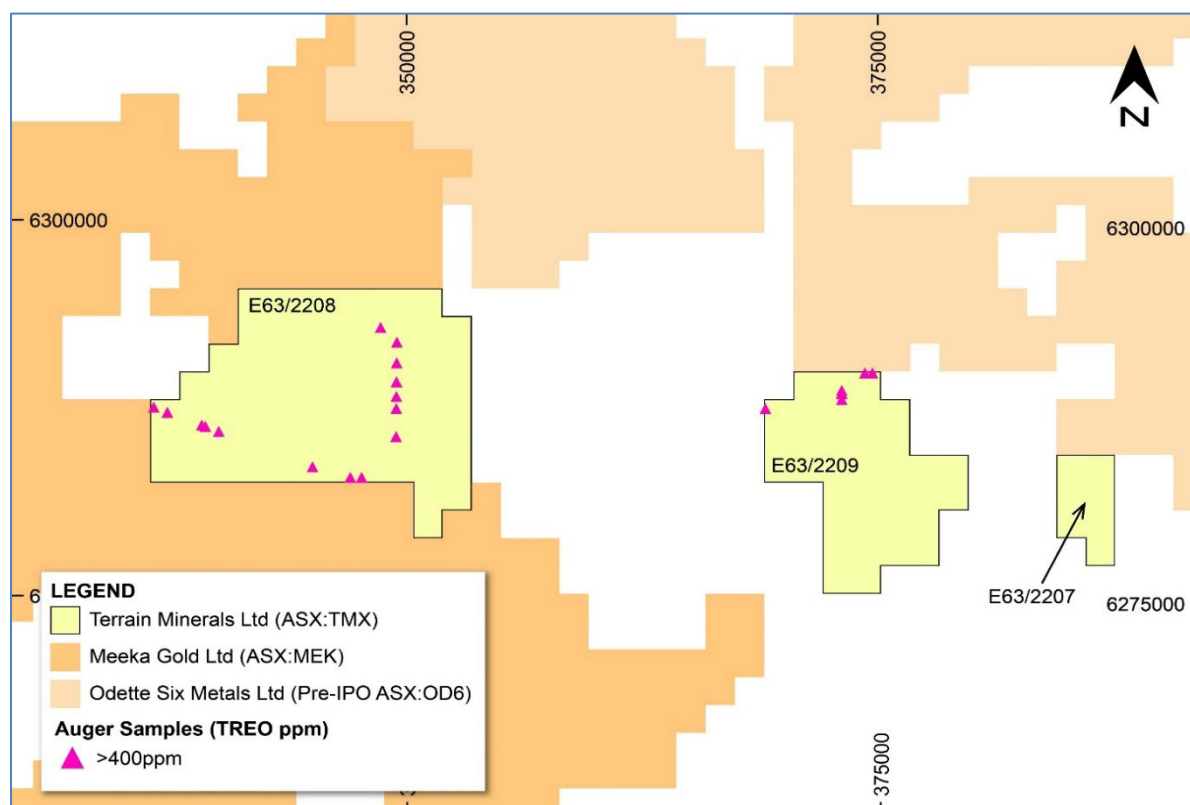 350000
375000
N
6300000
6300000
E63/2208
E63/2209
E63/2207
6275000
LEGEND
Terrain Minerals Ltd (ASX:TMX)
Meeka Gold Ltd (ASX:MEK)
Odette Six Metals Ltd (Pre-IPO ASX:OD6)
Auger Samples (TREO ppm)
>400ppm
375000